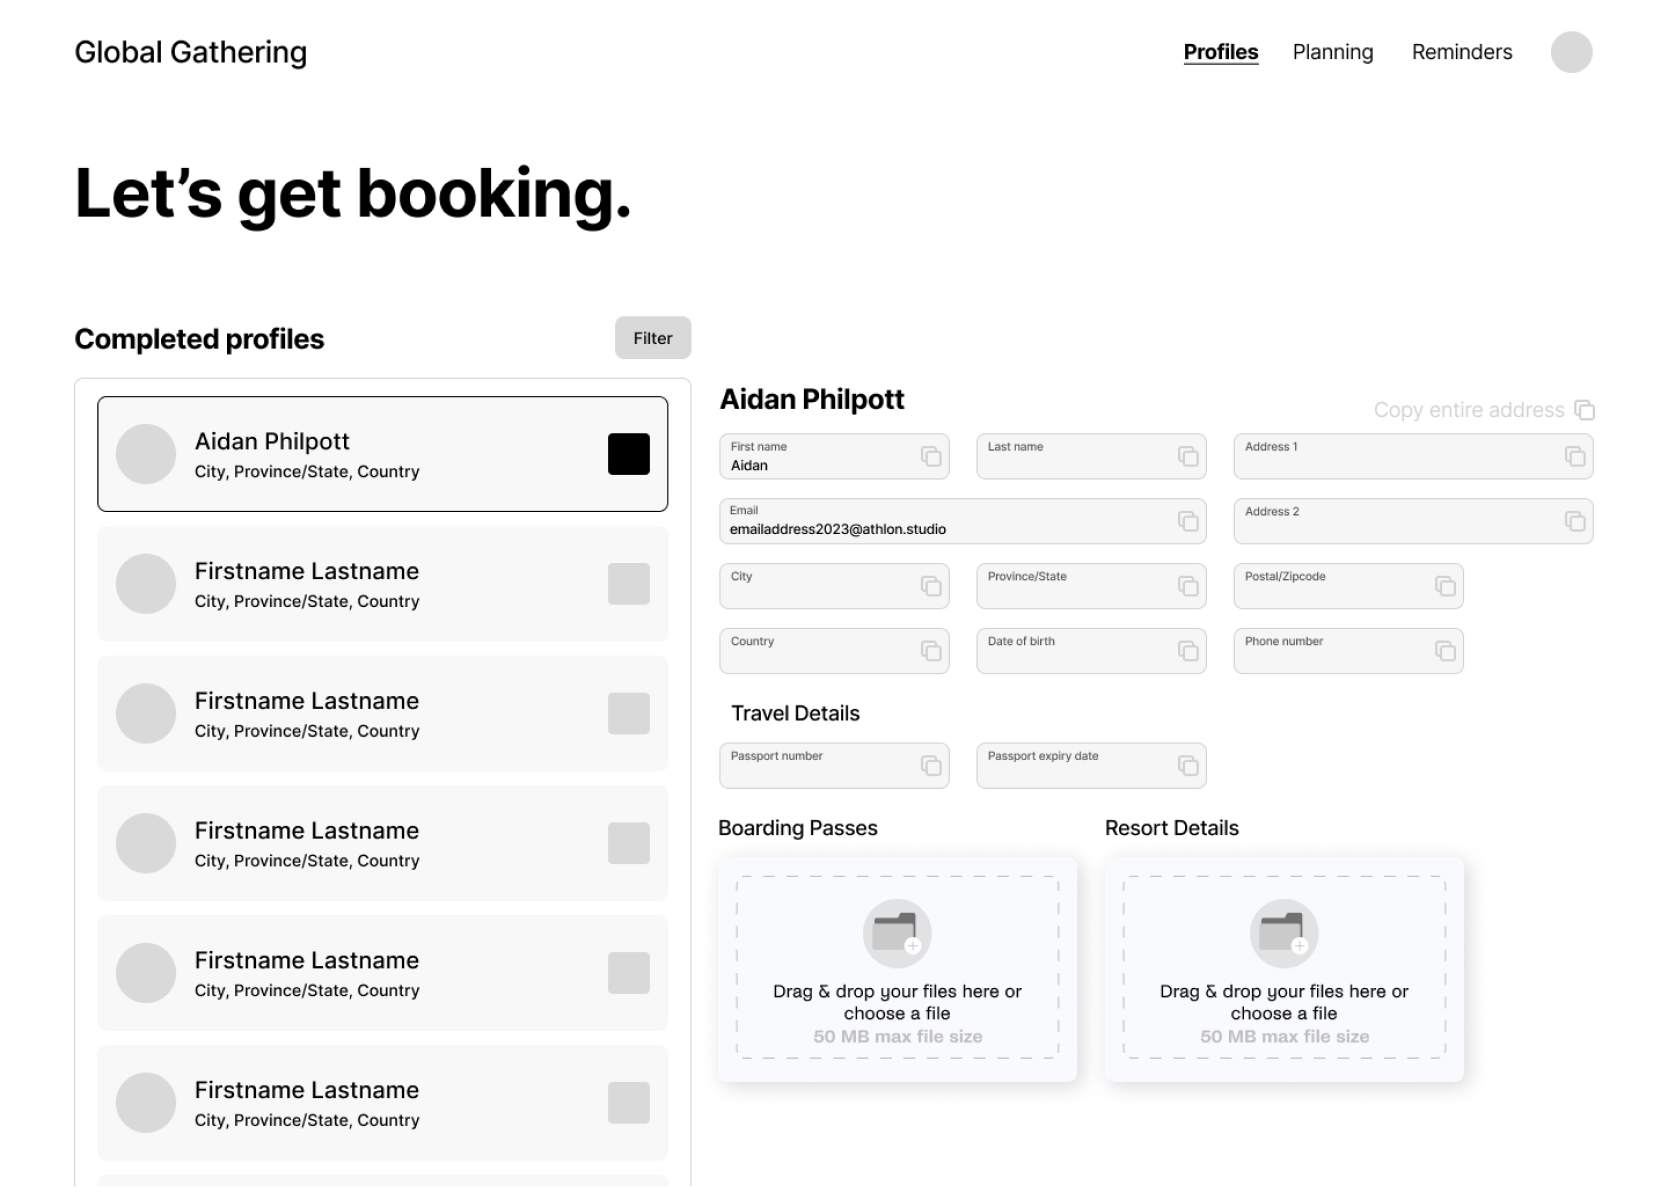 Global Gathering
Profiles
Planning
Reminders
Let’s get booking.
Completed profiles
Filter
Aidan Philpott
City, Province/State, Country
Firstname Lastname
City, Province/State, Country
Firstname Lastname
City, Province/State, Country
Firstname Lastname
City, Province/State, Country
Firstname Lastname
City, Province/State, Country
Firstname Lastname
City, Province/State, Country
Aidan Philpott
Copy entire address
First name
Aidan
Last name
Address 1
Email
emailaddress2023@athlon.studio
Address 2
City
Province/State
Postal/Zipcode
Country
Date of birth
Phone number
Travel Details
Passport number
Passport expiry date
Boarding Passes
Drag & drop your files here or
choose a file
50 MB max file size
Resort Details
Drag & drop your files here or
choose a file
50 MB max file size